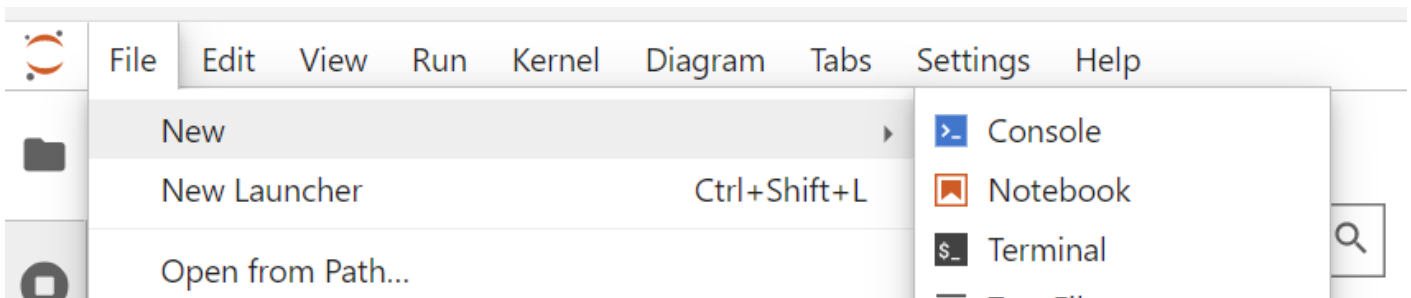 File Edit View Run Kernel Diagram Tabs Settings Help
New
New Launcher Ctrl+Shift+L
Open from Path...
>_ Console
Notebook
$_ Terminal